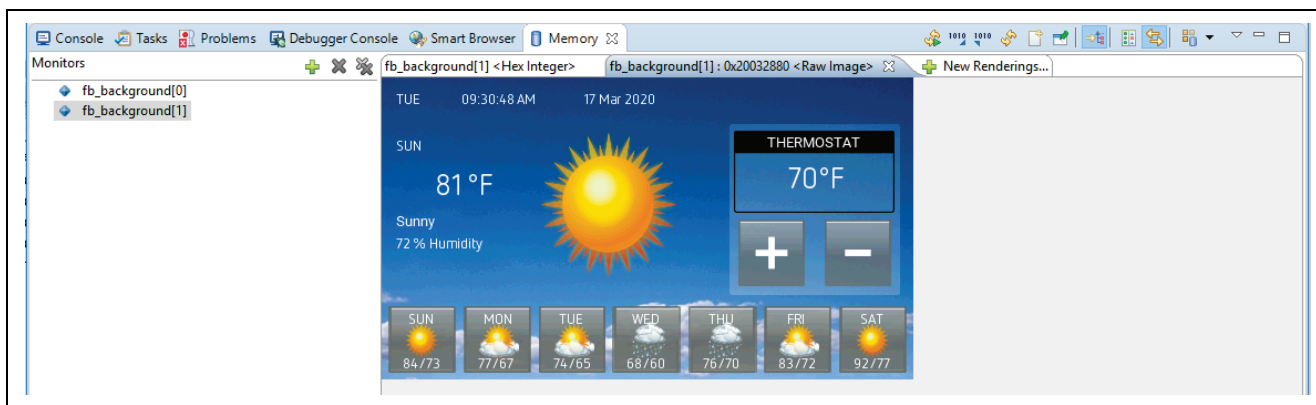 Console Tasks Problems Debugger Console Smart Browser Memory
Monitors
fb_background[1] <Hex Integer> fb_background[1] : 0x20032880 <Raw Image> New Renderings...
fb_background[0]
fb_background[1]
TUE 09:30:48 AM 17 Mar 2020
SUN
81 °F
Sunny
72 % Humidity
THERMOSTAT
70°F
+ −
SUN MON TUE WED THU FRI SAT
84/73 77/67 74/65 68/60 76/70 83/72 92/77